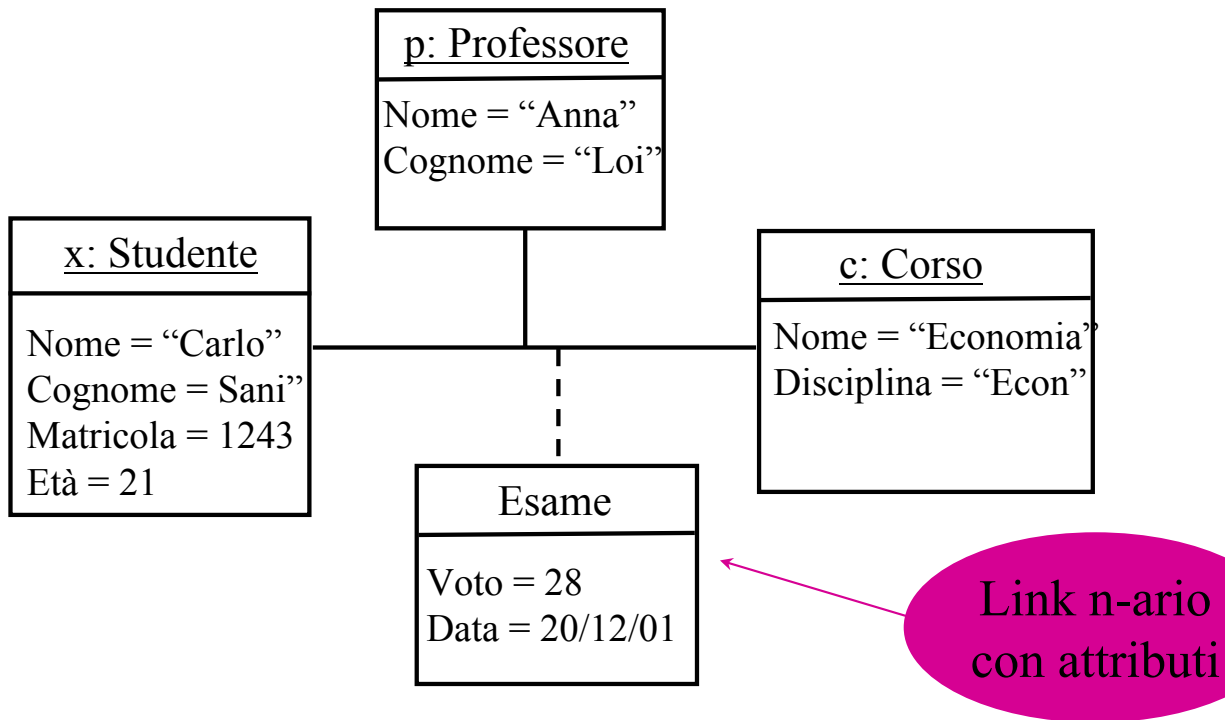 p: Professore
Nome = “Anna”
Cognome = “Loi”
x: Studente
Nome = “Carlo”
Cognome = Sani”
Matricola = 1243
Età = 21
c: Corso
Nome = “Economia”
Disciplina = “Econ”
Esame
Voto = 28
Data = 20/12/01
Link n-ario
con attributi